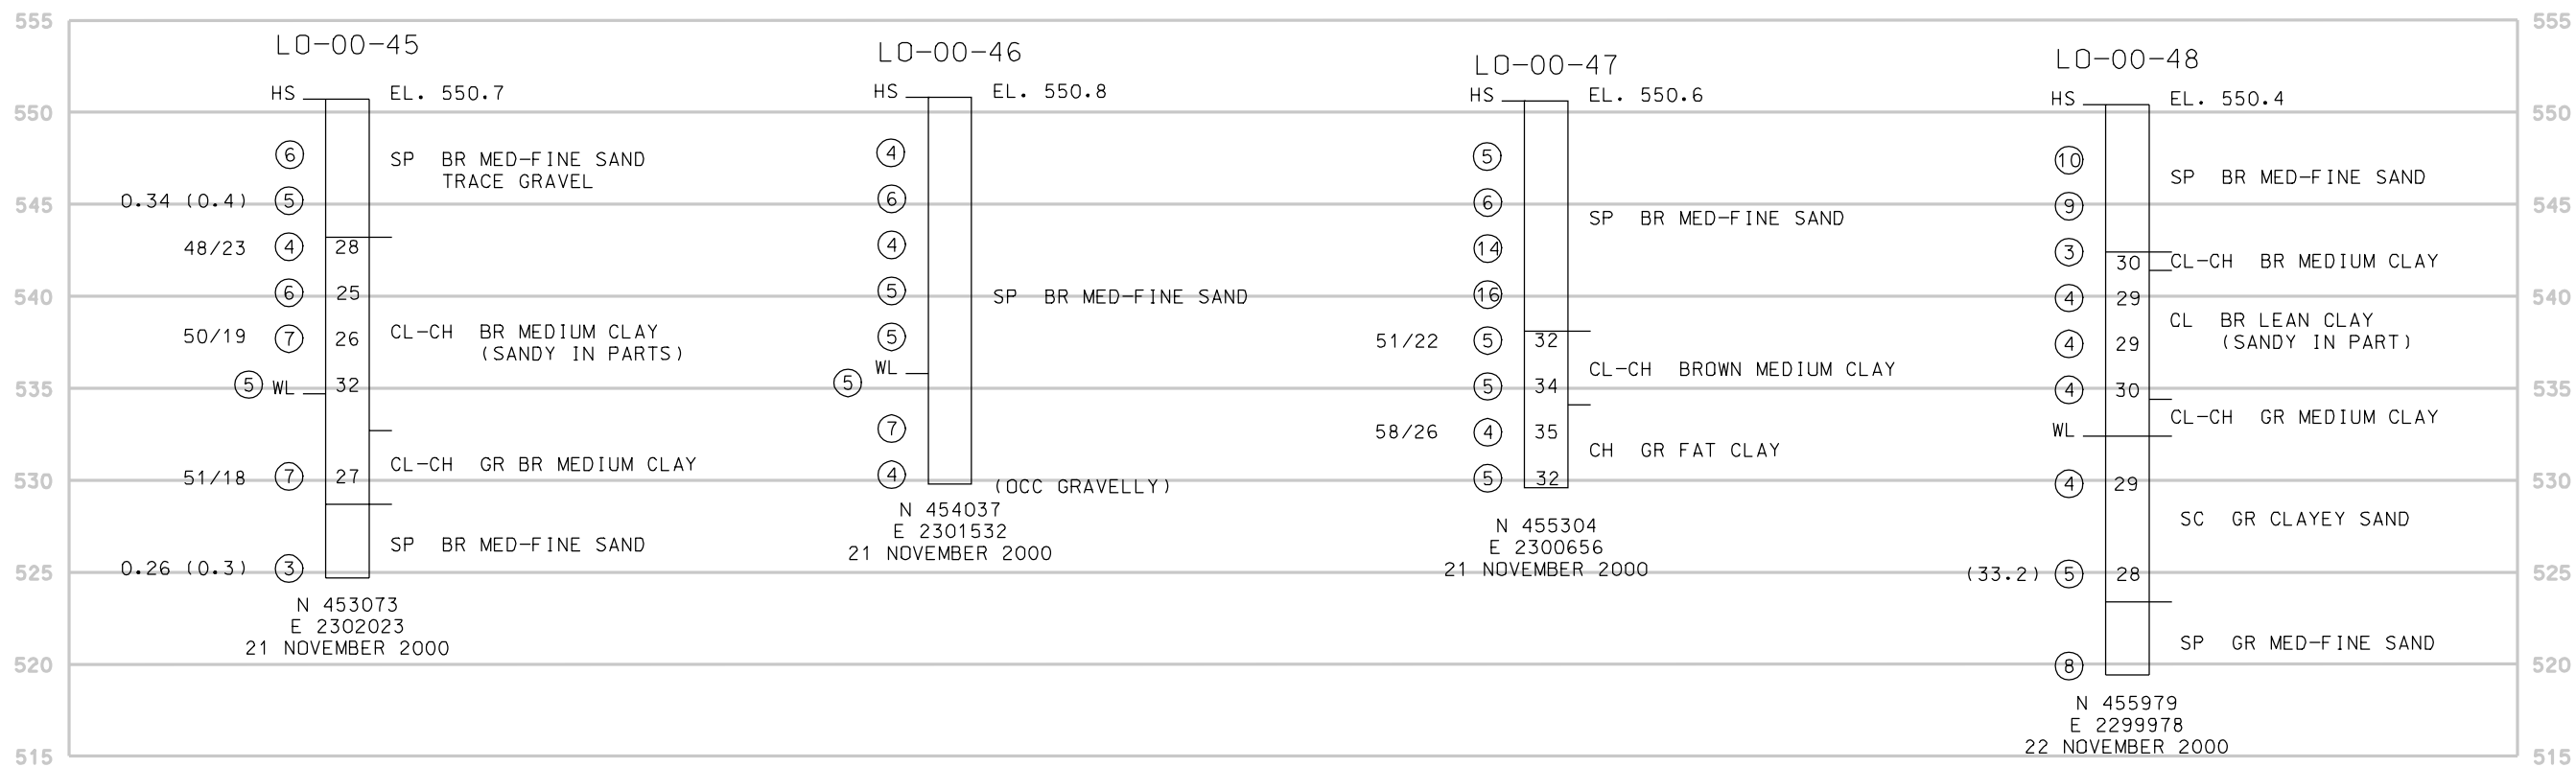 555 555
LO-00-45
HS EL. 550.7
6
SP BR MED-FINE SAND
TRACE GRAVEL
0.34 (0.4) 5
48/23 4 28
6 25
50/19 7 26
CL-CH BR MEDIUM CLAY
(SANDY IN PARTS)
5 WL 32
CL-CH GR BR MEDIUM CLAY
51/18 7 27
SP BR MED-FINE SAND
0.26 (0.3) 3
N 453073
E 2302023
21 NOVEMBER 2000
LO-00-46
HS EL. 550.8
4
6
4
5
SP BR MED-FINE SAND
5
WL
5
7
4
(OCC GRAVELLY)
N 454037
E 2301532
21 NOVEMBER 2000
LO-00-47
HS EL. 550.6
5
6
SP BR MED-FINE SAND
14
16
51/22 5 32
CL-CH BROWN MEDIUM CLAY
5 34
58/26 4 35
CH GR FAT CLAY
5 32
N 455304
E 2300656
21 NOVEMBER 2000
LO-00-48
HS EL. 550.4
10
SP BR MED-FINE SAND
9
3
30 CL-CH BR MEDIUM CLAY
4 29
CL BR LEAN CLAY
(SANDY IN PART)
4 29
4 30
CL-CH GR MEDIUM CLAY
WL
4 29
SC GR CLAYEY SAND
(33.2) 5 28
SP GR MED-FINE SAND
8
N 455979
E 2299978
22 NOVEMBER 2000
550 550
545 545
540 540
535 535
530 530
525 525
520 520
515 515